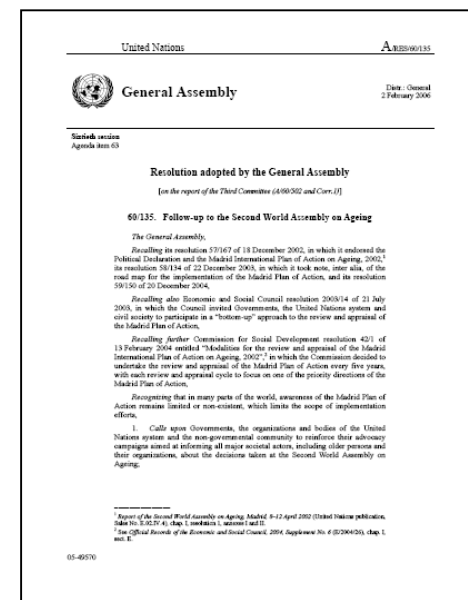 United Nations
A/RES/60/135
General Assembly
Distr.: General
2 February 2006
Sixtieth session
Agenda item 63
Resolution adopted by the General Assembly
[on the report of the Third Committee (A/60/502 and Corr.1)]
60/135. Follow-up to the Second World Assembly on Ageing
The General Assembly,
Recalling its resolution 57/167 of 18 December 2002, in which it endorsed the
Political Declaration and the Madrid International Plan of Action on Ageing, 2002,1
its resolution 58/134 of 22 December 2003, in which it took note, inter alia, of the
road map for the implementation of the Madrid Plan of Action, and its resolution
59/150 of 20 December 2004,
Recalling also Economic and Social Council resolution 2003/14 of 21 July
2003, in which the Council invited Governments, the United Nations system and
civil society to participate in a “bottom-up” approach to the review and appraisal of
the Madrid Plan of Action,
Recalling further Commission for Social Development resolution 42/1 of
13 February 2004 entitled “Modalities for the review and appraisal of the Madrid
International Plan of Action on Ageing, 2002”,2 in which the Commission decided to
undertake the review and appraisal of the Madrid Plan of Action every five years,
with each review and appraisal cycle to focus on one of the priority directions of the
Madrid Plan of Action,
Recognizing that in many parts of the world, awareness of the Madrid Plan of
Action remains limited or non-existent, which limits the scope of implementation
efforts,
1. Calls upon Governments, the organizations and bodies of the United
Nations system and the non-governmental community to reinforce their advocacy
campaigns aimed at informing all major societal actors, including older persons and
their organizations, about the decisions taken at the Second World Assembly on
Ageing;
1 Report of the Second World Assembly on Ageing, Madrid, 8–12 April 2002 (United Nations publication,
Sales No. E.02.IV.4), chap. I, resolution 1, annexes I and II.
2 See Official Records of the Economic and Social Council, 2004, Supplement No. 6 (E/2004/26), chap. I,
sect. E.
05-49570